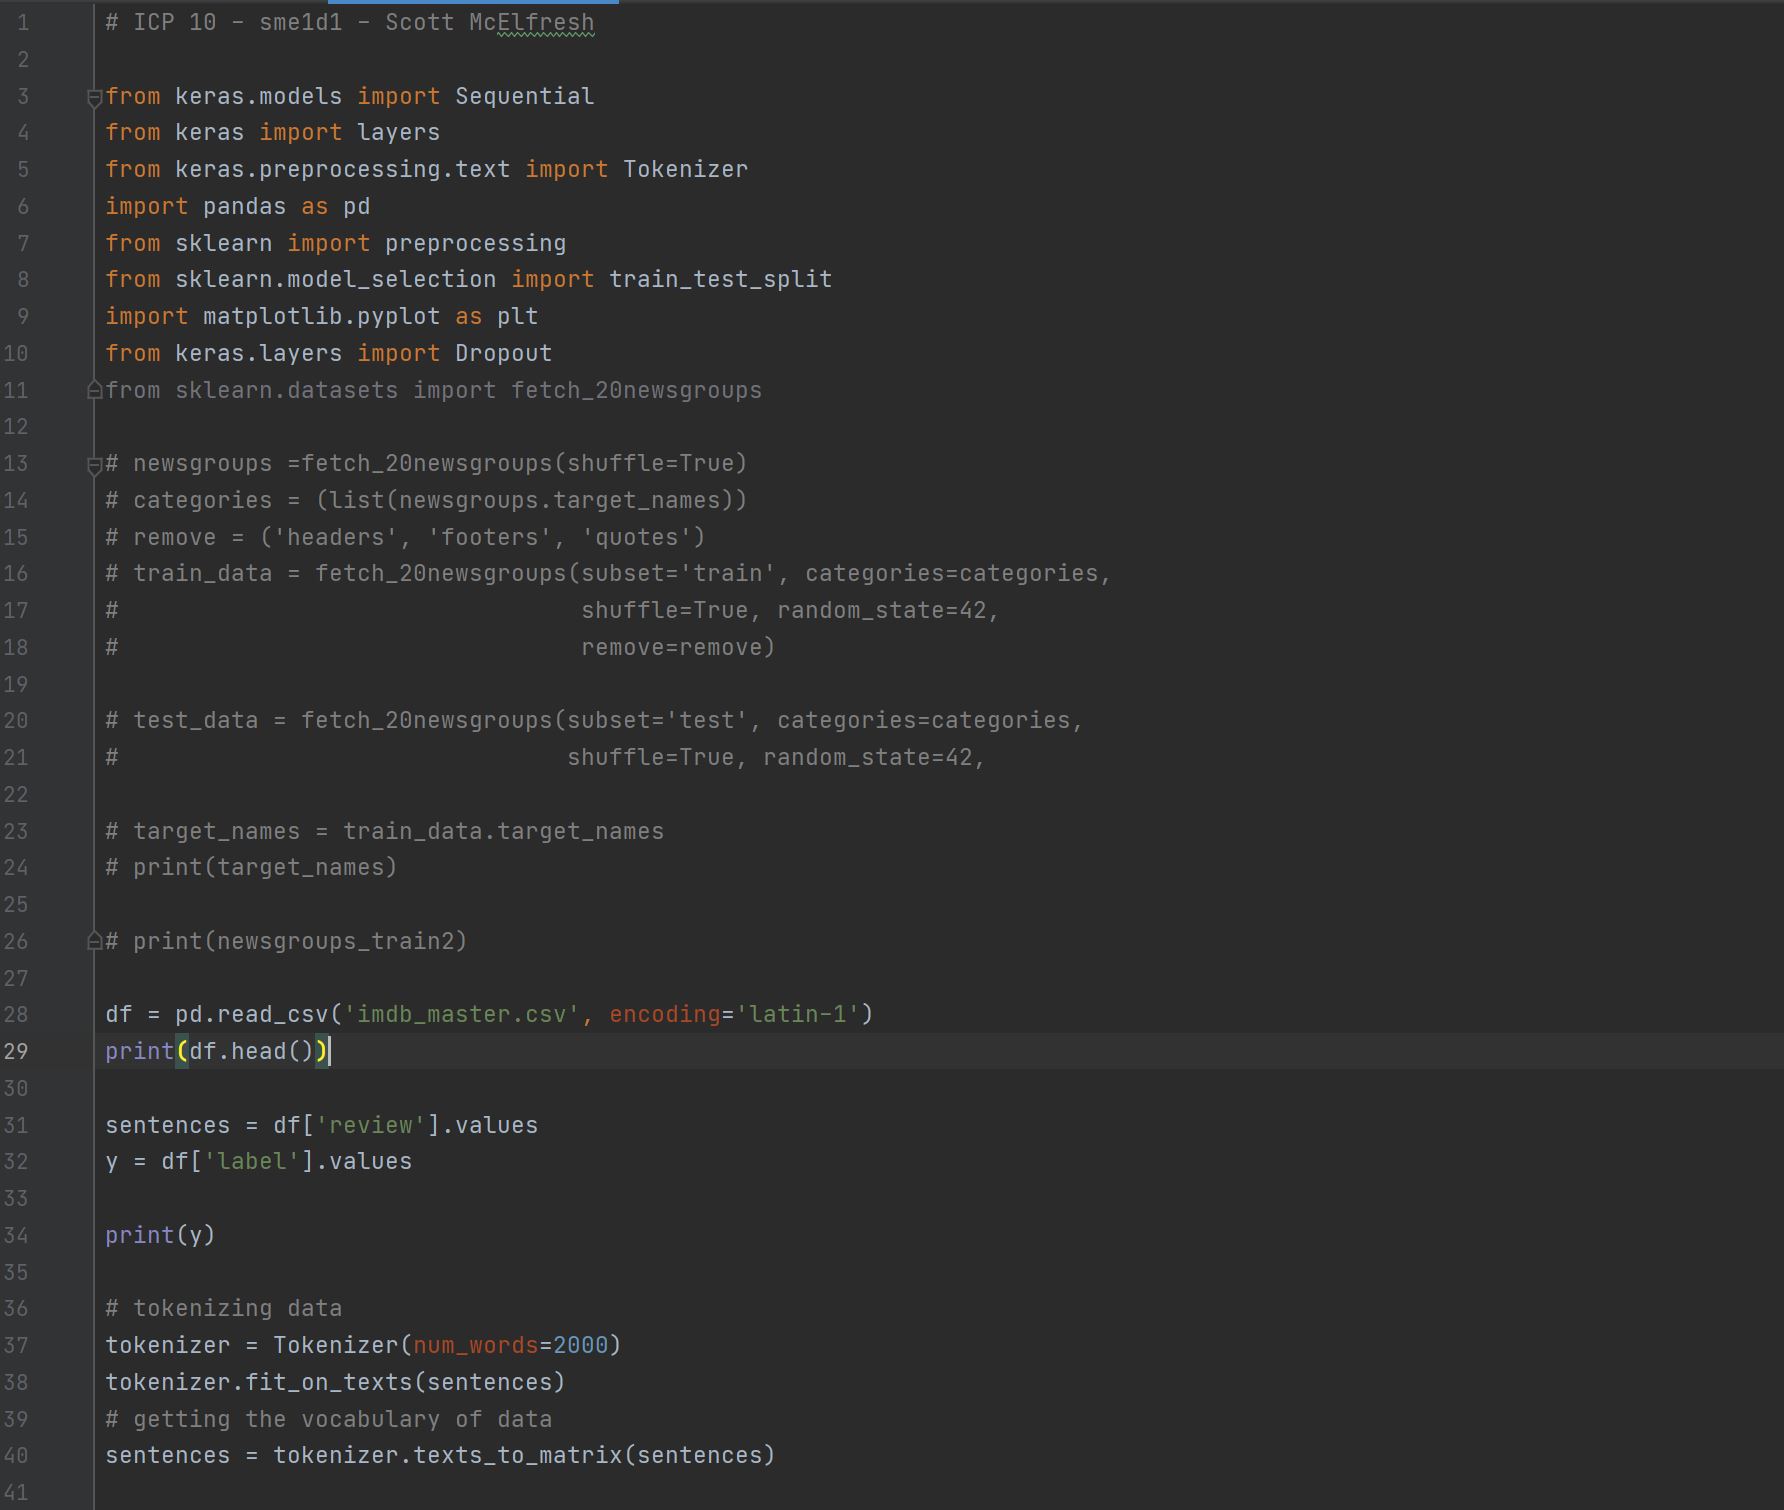 1 # ICP 10 - sme1d1 - Scott McElfresh
2
3 from keras.models import Sequential
4 from keras import layers
5 from keras.preprocessing.text import Tokenizer
6 import pandas as pd
7 from sklearn import preprocessing
8 from sklearn.model_selection import train_test_split
9 import matplotlib.pyplot as plt
10 from keras.layers import Dropout
11 from sklearn.datasets import fetch_20newsgroups
12
13 # newsgroups =fetch_20newsgroups(shuffle=True)
14 # categories = (list(newsgroups.target_names))
15 # remove = ('headers', 'footers', 'quotes')
16 # train_data = fetch_20newsgroups(subset='train', categories=categories,
17 #                                 shuffle=True, random_state=42,
18 #                                 remove=remove)
19
20 # test_data = fetch_20newsgroups(subset='test', categories=categories,
21 #                                shuffle=True, random_state=42,
22
23 # target_names = train_data.target_names
24 # print(target_names)
25
26 # print(newsgroups_train2)
27
28 df = pd.read_csv('imdb_master.csv', encoding='latin-1')
29 print(df.head())
30
31 sentences = df['review'].values
32 y = df['label'].values
33
34 print(y)
35
36 # tokenizing data
37 tokenizer = Tokenizer(num_words=2000)
38 tokenizer.fit_on_texts(sentences)
39 # getting the vocabulary of data
40 sentences = tokenizer.texts_to_matrix(sentences)
41